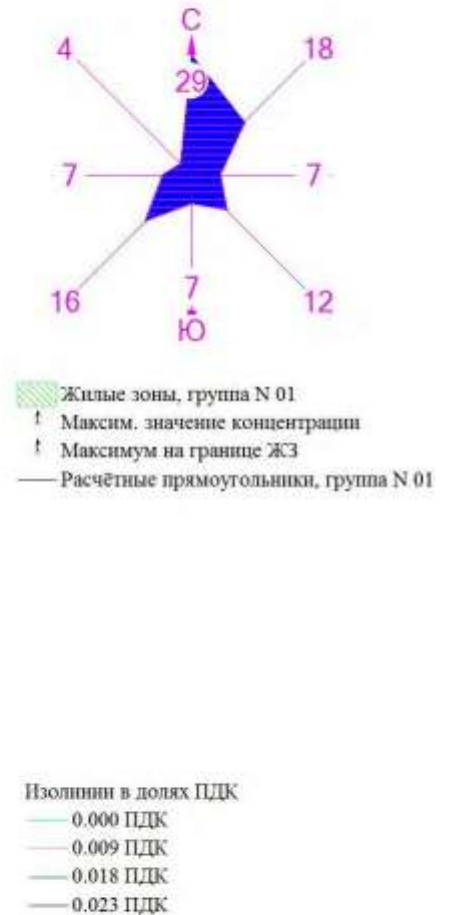 С
4 18
29
7 7
7
16 12
Ю
Жилые зоны, группа N 01
Максим. значение концентрации
Максимум на границе ЖЗ
Расчётные прямоугольники, группа N 01
Изолинии в долях ПДК
0.000 ПДК
0.009 ПДК
0.018 ПДК
0.023 ПДК